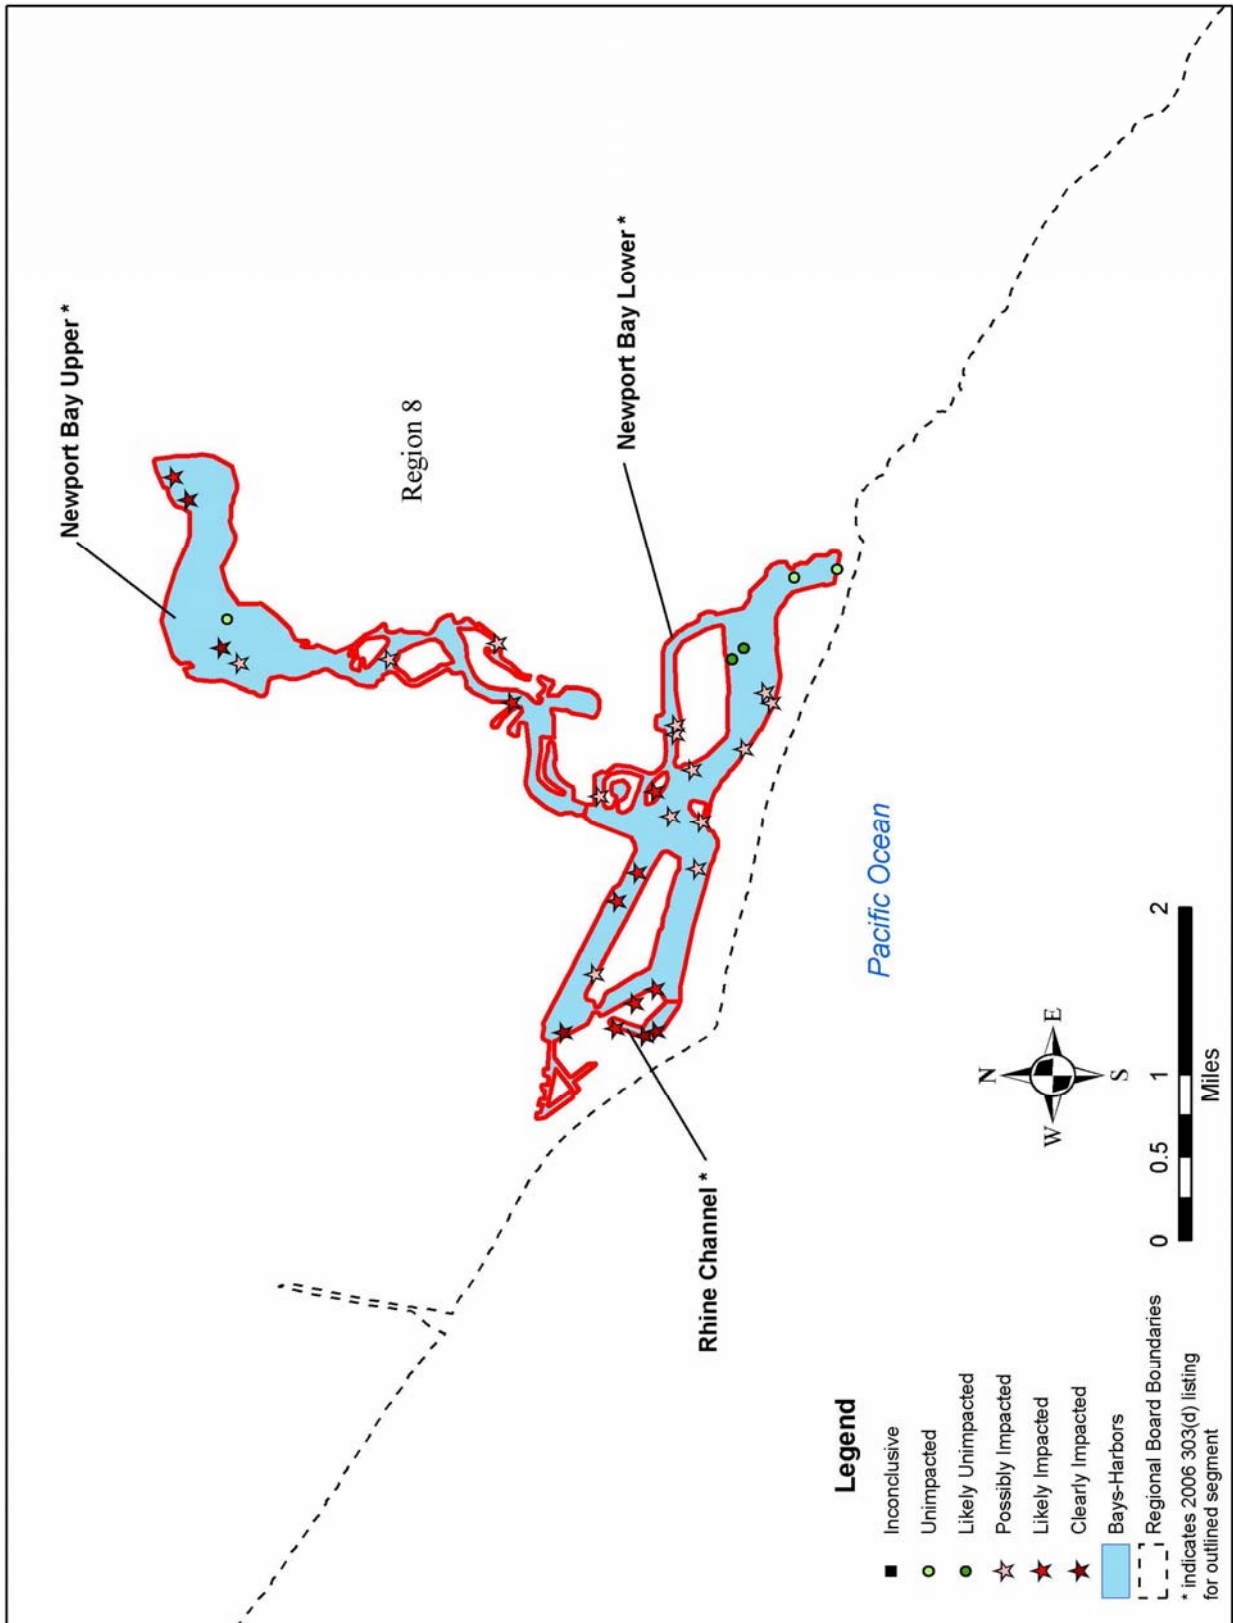 Newport Bay Upper *
Region 8
Newport Bay Lower *
Pacific Ocean
Rhine Channel *
N
W
E
S
0
0.5
1
2
Miles
Legend
Inconclusive
Unimpacted
Likely Unimpacted
Possibly Impacted
Likely Impacted
Clearly Impacted
Bays-Harbors
Regional Board Boundaries
* indicates 2006 303(d) listing
for outlined segment